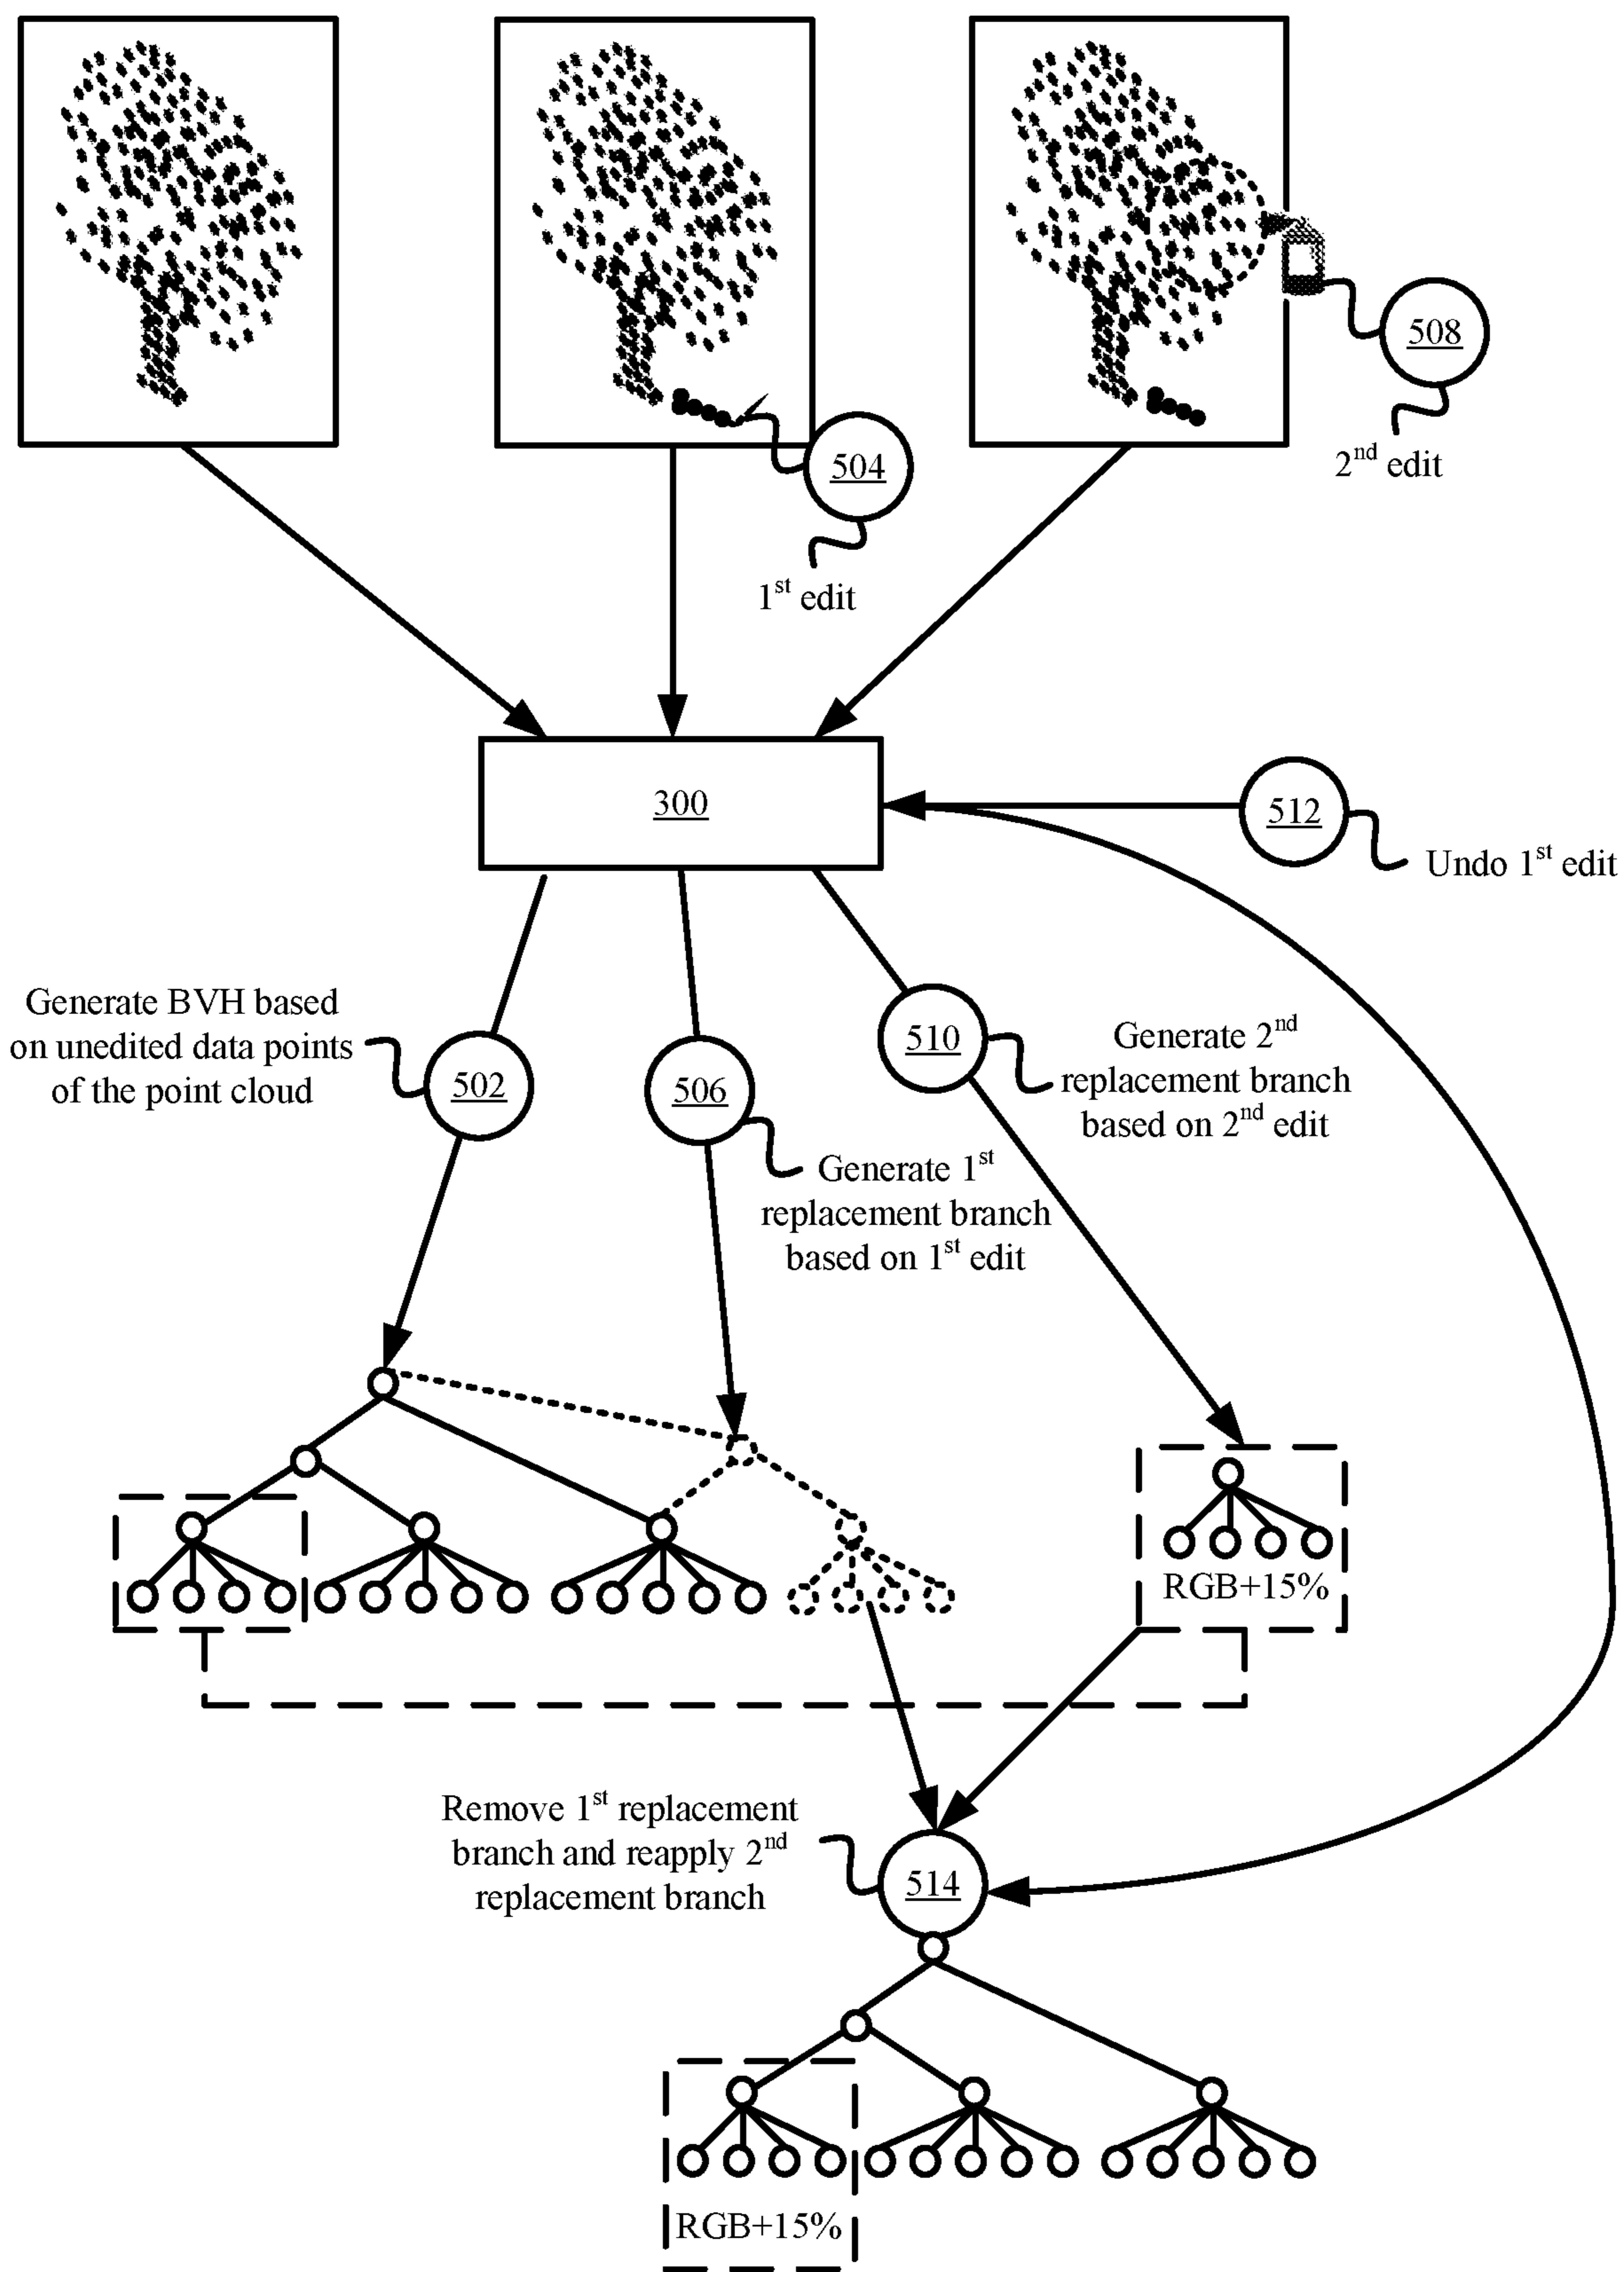 508
2nd edit
504
1st edit
300
512
Undo 1st edit
Generate BVH based
on unedited data points
of the point cloud
502
506
510
Generate 2nd
replacement branch
based on 2nd edit
Generate 1st
replacement branch
based on 1st edit
RGB+15%
Remove 1st replacement
branch and reapply 2nd
replacement branch
514
RGB+15%